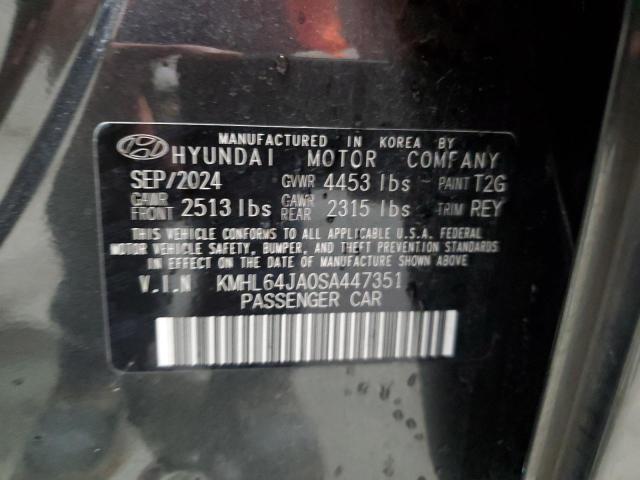 MANUFACTURED IN KOREA BY
HYUNDAI MOTOR COMPANY
SEP/2024 GVWR 4453 lbs PAINT T2G
GAWR FRONT 2513 lbs GAWR REAR 2315 lbs TRIM REY
THIS VEHICLE CONFORMS TO ALL APPLICABLE U.S.A. FEDERAL
MOTOR VEHICLE SAFETY, BUMPER, AND THEFT PREVENTION STANDARDS
IN EFFECT ON THE DATE OF MANUFACTURE SHOWN ABOVE.
V.I.N KMHL64JA0SA447351
PASSENGER CAR